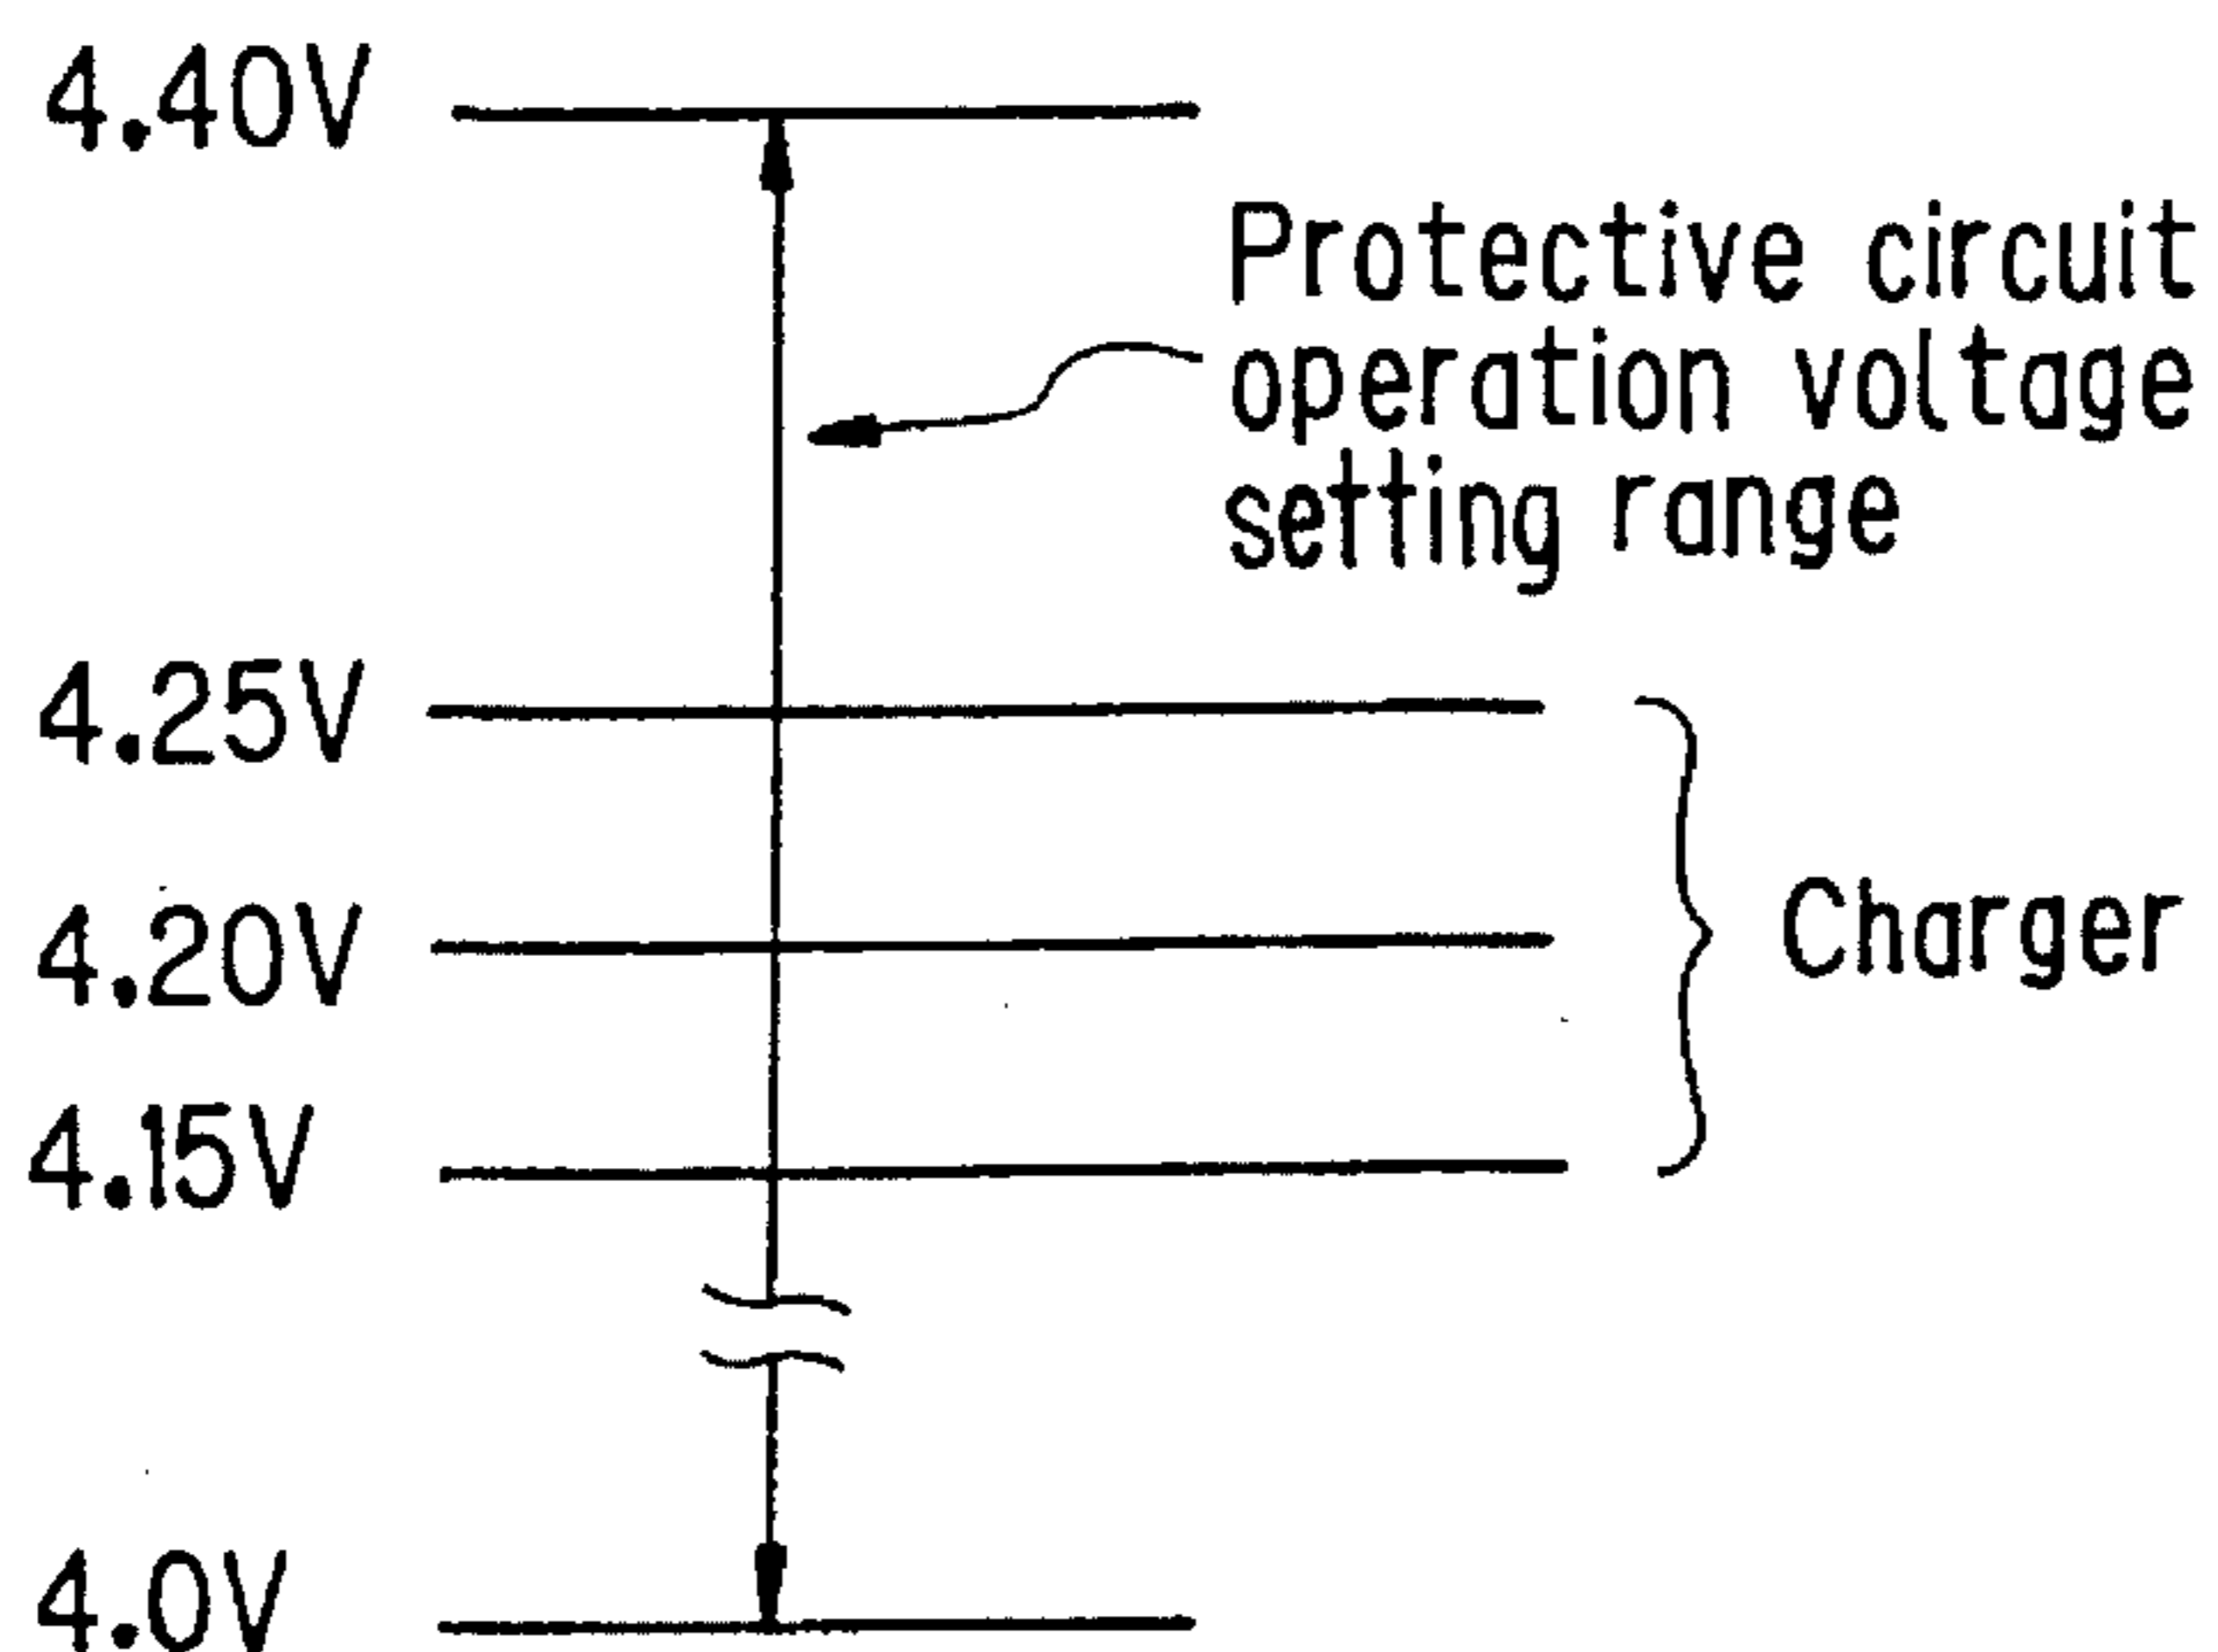 4.40V
Protective circuit
operation voltage
setting range
4.25V
4.20V
Charger
4.15V
4.0V